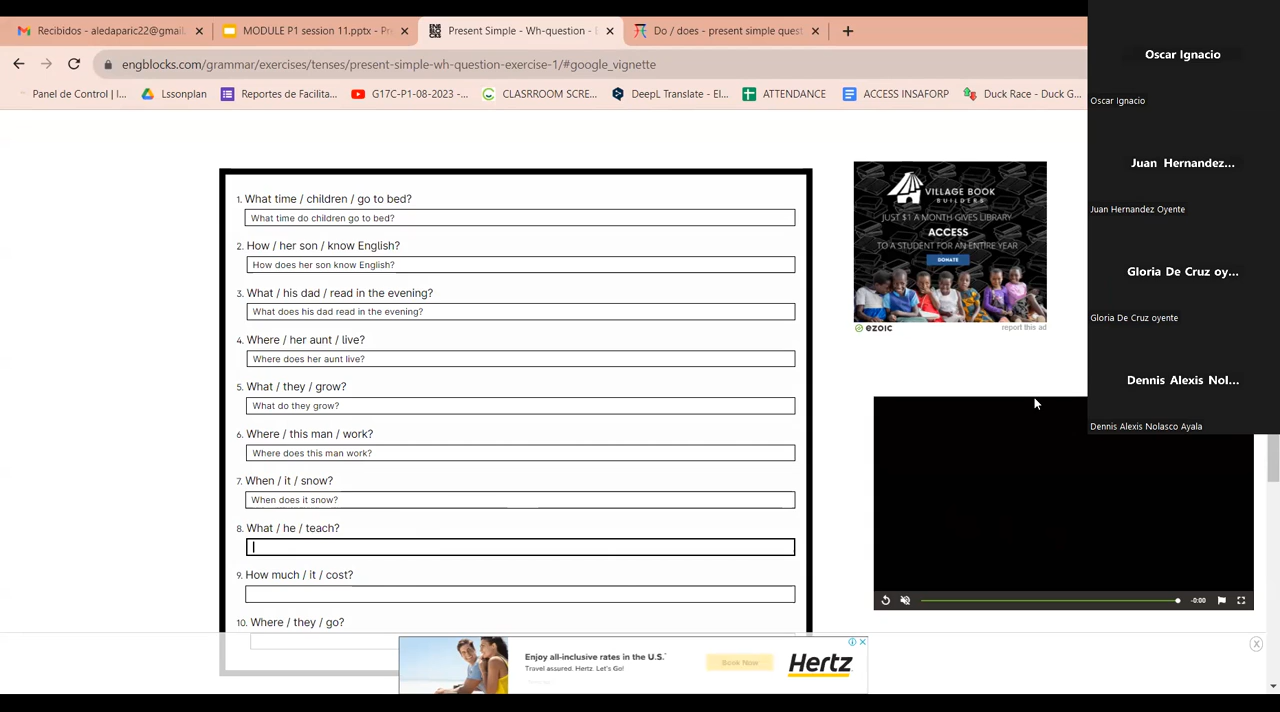 Recibidos - aledaparic22@gmail.
MODULE P1 session 11.pptx - Pr
Present Simple - Wh-question - E
Do / does - present simple quest
engblocks.com/grammar/exercises/tenses/present-simple-wh-question-exercise-1/#google_vignette
Panel de Control | I...
Lssonplan
Reportes de Facilita...
G17C-P1-08-2023 -...
CLASRROOM SCRE...
DeepL Translate - El...
ATTENDANCE
ACCESS INSAFORP
Duck Race - Duck G...
1. What time / children / go to bed?
What time do children go to bed?
2. How / her son / know English?
How does her son know English?
3. What / his dad / read in the evening?
What does his dad read in the evening?
4. Where / her aunt / live?
Where does her aunt live?
5. What / they / grow?
What do they grow?
6. Where / this man / work?
Where does this man work?
7. When / it / snow?
When does it snow?
8. What / he / teach?
9. How much / it / cost?
10. Where / they / go?
VILLAGE BOOK
BUILDERS
JUST $1 A MONTH GIVES LIBRARY
ACCESS
TO A STUDENT FOR AN ENTIRE YEAR
DONATE
ezoic
report this ad
-0:00
Enjoy all-inclusive rates in the U.S.*
Travel assured. Hertz. Let's Go!
Book Now
Hertz
Oscar Ignacio
Oscar Ignacio
Juan Hernandez...
Juan Hernandez Oyente
Gloria De Cruz oy...
Gloria De Cruz oyente
Dennis Alexis Nol...
Dennis Alexis Nolasco Ayala